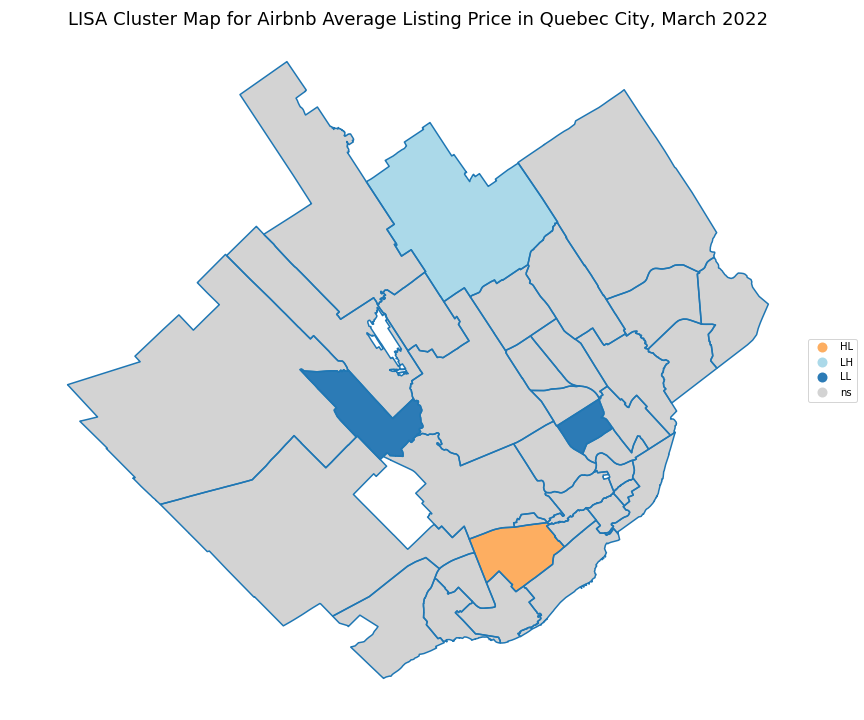 LISA Cluster Map for Airbnb Average Listing Price in Quebec City, March 2022
HL
LH
LL
ns